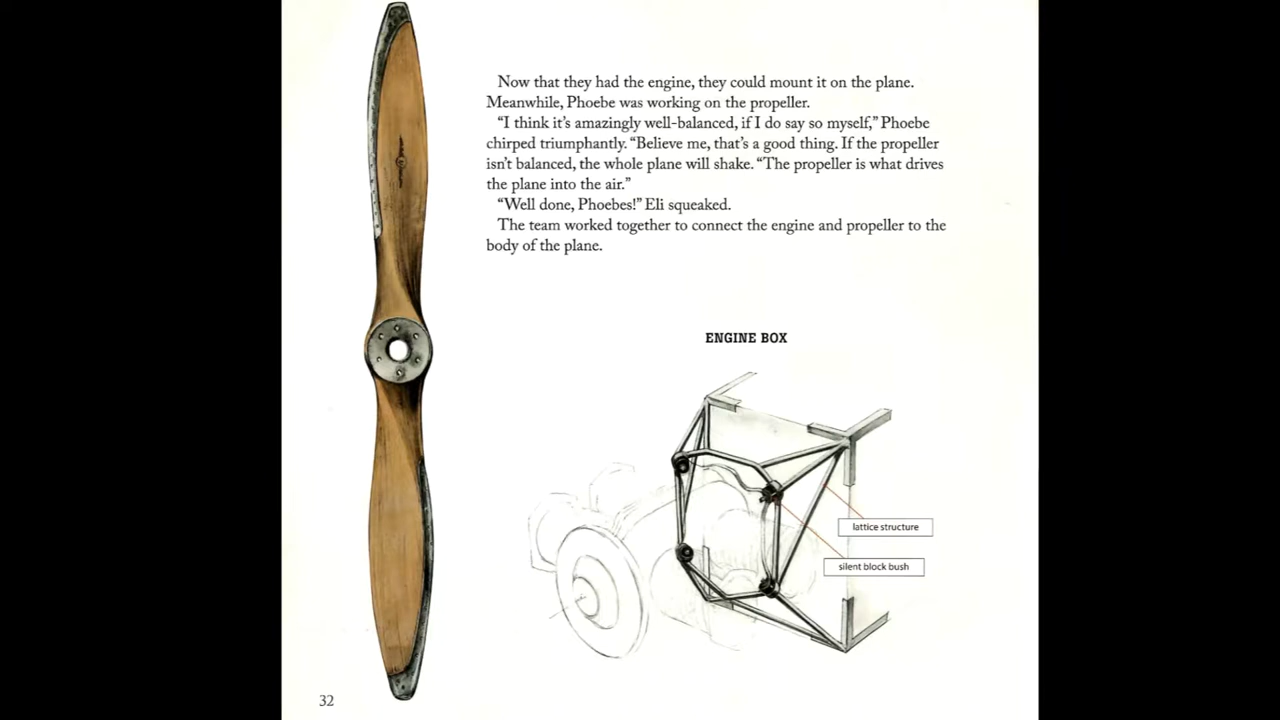 Now that they had the engine, they could mount it on the plane.
Meanwhile, Phoebe was working on the propeller.
“I think it’s amazingly well-balanced, if I do say so myself,” Phoebe
chirped triumphantly. “Believe me, that’s a good thing. If the propeller
isn’t balanced, the whole plane will shake. “The propeller is what drives
the plane into the air.”
“Well done, Phoebes!” Eli squeaked.
The team worked together to connect the engine and propeller to the
body of the plane.
ENGINE BOX
lattice structure
silent block bush
32